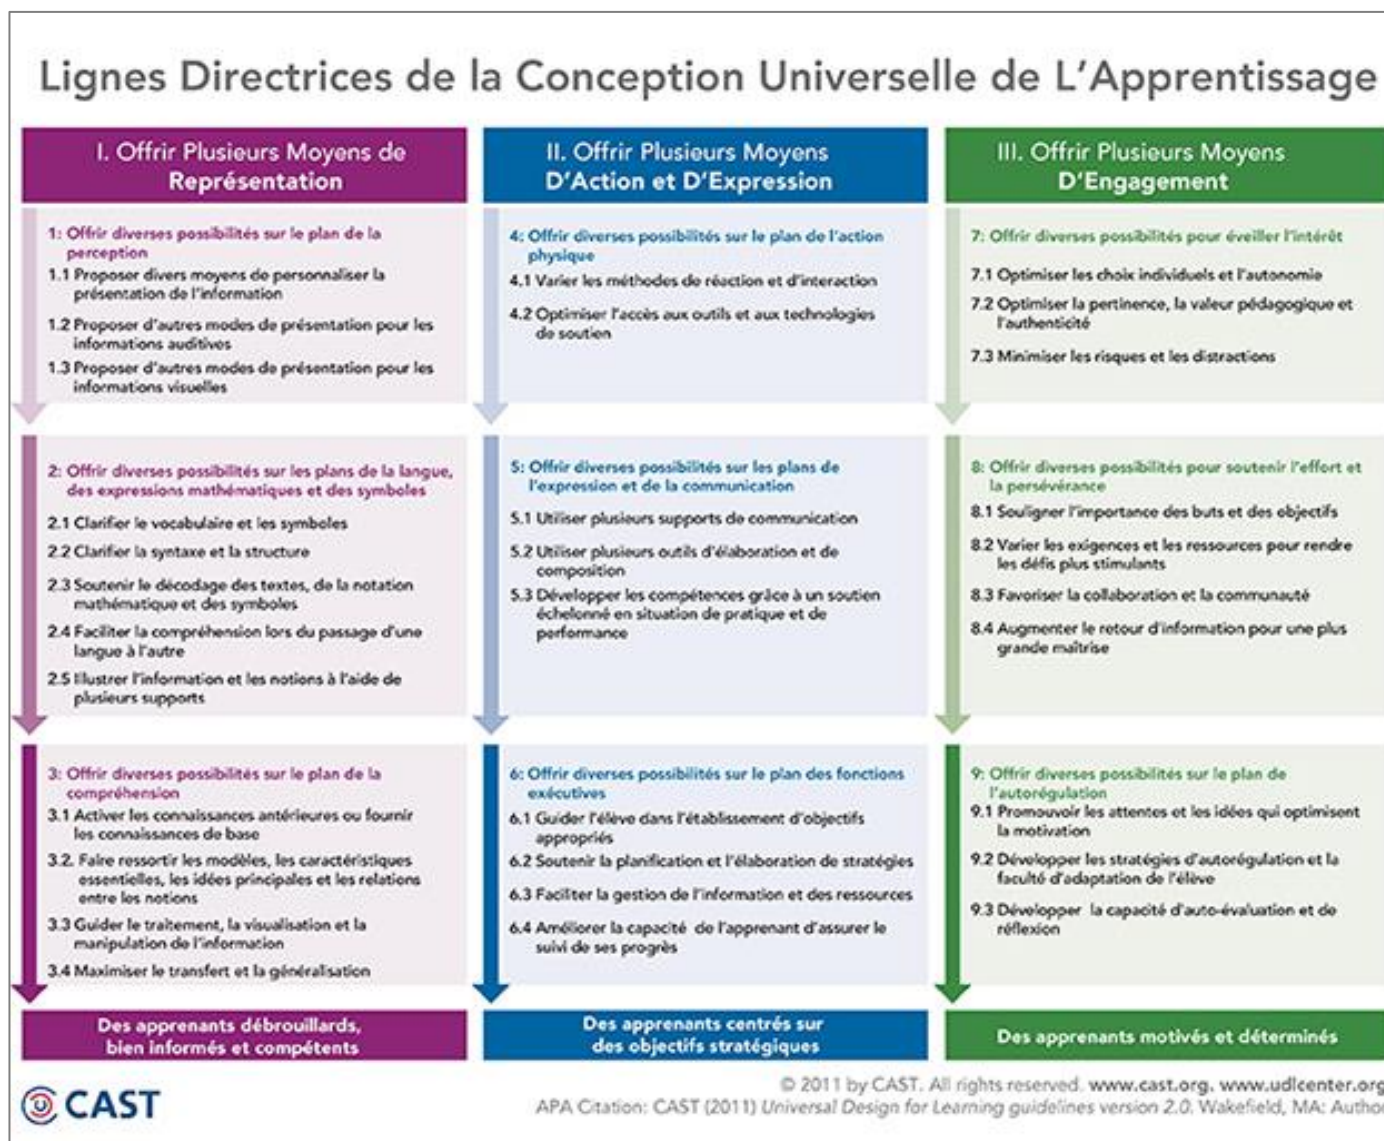 Lignes Directrices de la Conception Universelle de L'Apprentissage
I. Offrir Plusieurs Moyens de
Représentation
1: Offrir diverses possibilités sur le plan de la
perception
1.1 Proposer divers moyens de personnaliser la
présentation de l'information
1.2 Proposer d'autres modes de présentation pour les
informations auditives
1.3 Proposer d'autres modes de présentation pour les
informations visuelles
2: Offrir diverses possibilités sur les plans de la langue,
des expressions mathématiques et des symboles
2.1 Clarifier le vocabulaire et les symboles
2.2 Clarifier la syntaxe et la structure
2.3 Soutenir le décodage des textes, de la notation
mathématique et des symboles
2.4 Faciliter la compréhension lors du passage d'une
langue à l'autre
2.5 Illustrer l'information et les notions à l'aide de
plusieurs supports
3: Offrir diverses possibilités sur le plan de la
compréhension
3.1 Activer les connaissances antérieures ou fournir
les connaissances de base
3.2. Faire ressortir les modèles, les caractéristiques
essentielles, les idées principales et les relations
entre les notions
3.3 Guider le traitement, la visualisation et la
manipulation de l'information
3.4 Maximiser le transfert et la généralisation
Des apprenants débrouillards,
bien informés et compétents
II. Offrir Plusieurs Moyens
D'Action et D'Expression
4: Offrir diverses possibilités sur le plan de l'action
physique
4.1 Varier les méthodes de réaction et d'interaction
4.2 Optimiser l'accès aux outils et aux technologies
de soutien
5: Offrir diverses possibilités sur les plans de
l'expression et de la communication
5.1 Utiliser plusieurs supports de communication
5.2 Utiliser plusieurs outils d'élaboration et de
composition
5.3 Développer les compétences grâce à un soutien
échelonné en situation de pratique et de
performance
6: Offrir diverses possibilités sur le plan des fonctions
exécutives
6.1 Guider l'élève dans l'établissement d'objectifs
appropriés
6.2 Soutenir la planification et l'élaboration de stratégies
6.3 Faciliter la gestion de l'information et des ressources
6.4 Améliorer la capacité de l'apprenant d'assurer le
suivi de ses progrès
Des apprenants centrés sur
des objectifs stratégiques
III. Offrir Plusieurs Moyens
D'Engagement
7: Offrir diverses possibilités pour éveiller l'intérêt
7.1 Optimiser les choix individuels et l'autonomie
7.2 Optimiser la pertinence, la valeur pédagogique et
l'authenticité
7.3 Minimiser les risques et les distractions
8: Offrir diverses possibilités pour soutenir l'effort et
la persévérance
8.1 Souligner l'importance des buts et des objectifs
8.2 Varier les exigences et les ressources pour rendre
les défis plus stimulants
8.3 Favoriser la collaboration et la communauté
8.4 Augmenter le retour d'information pour une plus
grande maîtrise
9: Offrir diverses possibilités sur le plan de
l'autorégulation
9.1 Promouvoir les attentes et les idées qui optimisent
la motivation
9.2 Développer les stratégies d'autorégulation et la
faculté d'adaptation de l'élève
9.3 Développer la capacité d'auto-évaluation et de
réflexion
Des apprenants motivés et déterminés
CAST
© 2011 by CAST. All rights reserved. www.cast.org. www.udlcenter.org
APA Citation: CAST (2011) Universal Design for Learning guidelines version 2.0. Wakefield, MA: Author